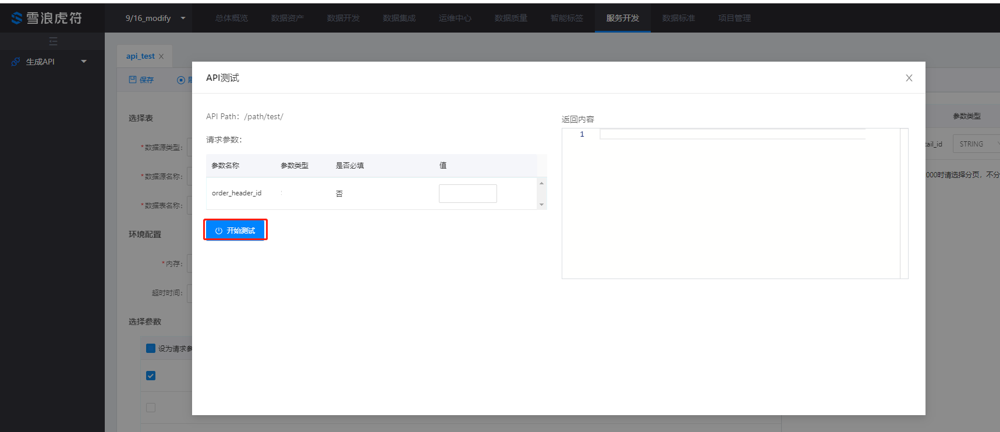 雪浪虎符
9/16_modify
总体概览
数据资产
数据开发
数据集成
运维中心
数据质量
智能标签
服务开发
数据标准
项目管理
生成API
api_test
保存
API测试
选择表
*数据源类型:
*数据源名称:
*数据表名称:
环境配置
*内存:
超时时间:
选择参数
设为请求参
API Path: /path/test/
请求参数:
参数名称 参数类型 是否必填 值
order_header_id 否
开始测试
返回内容
1
参数类型
tail_id STRING
000时请选择分页，不分